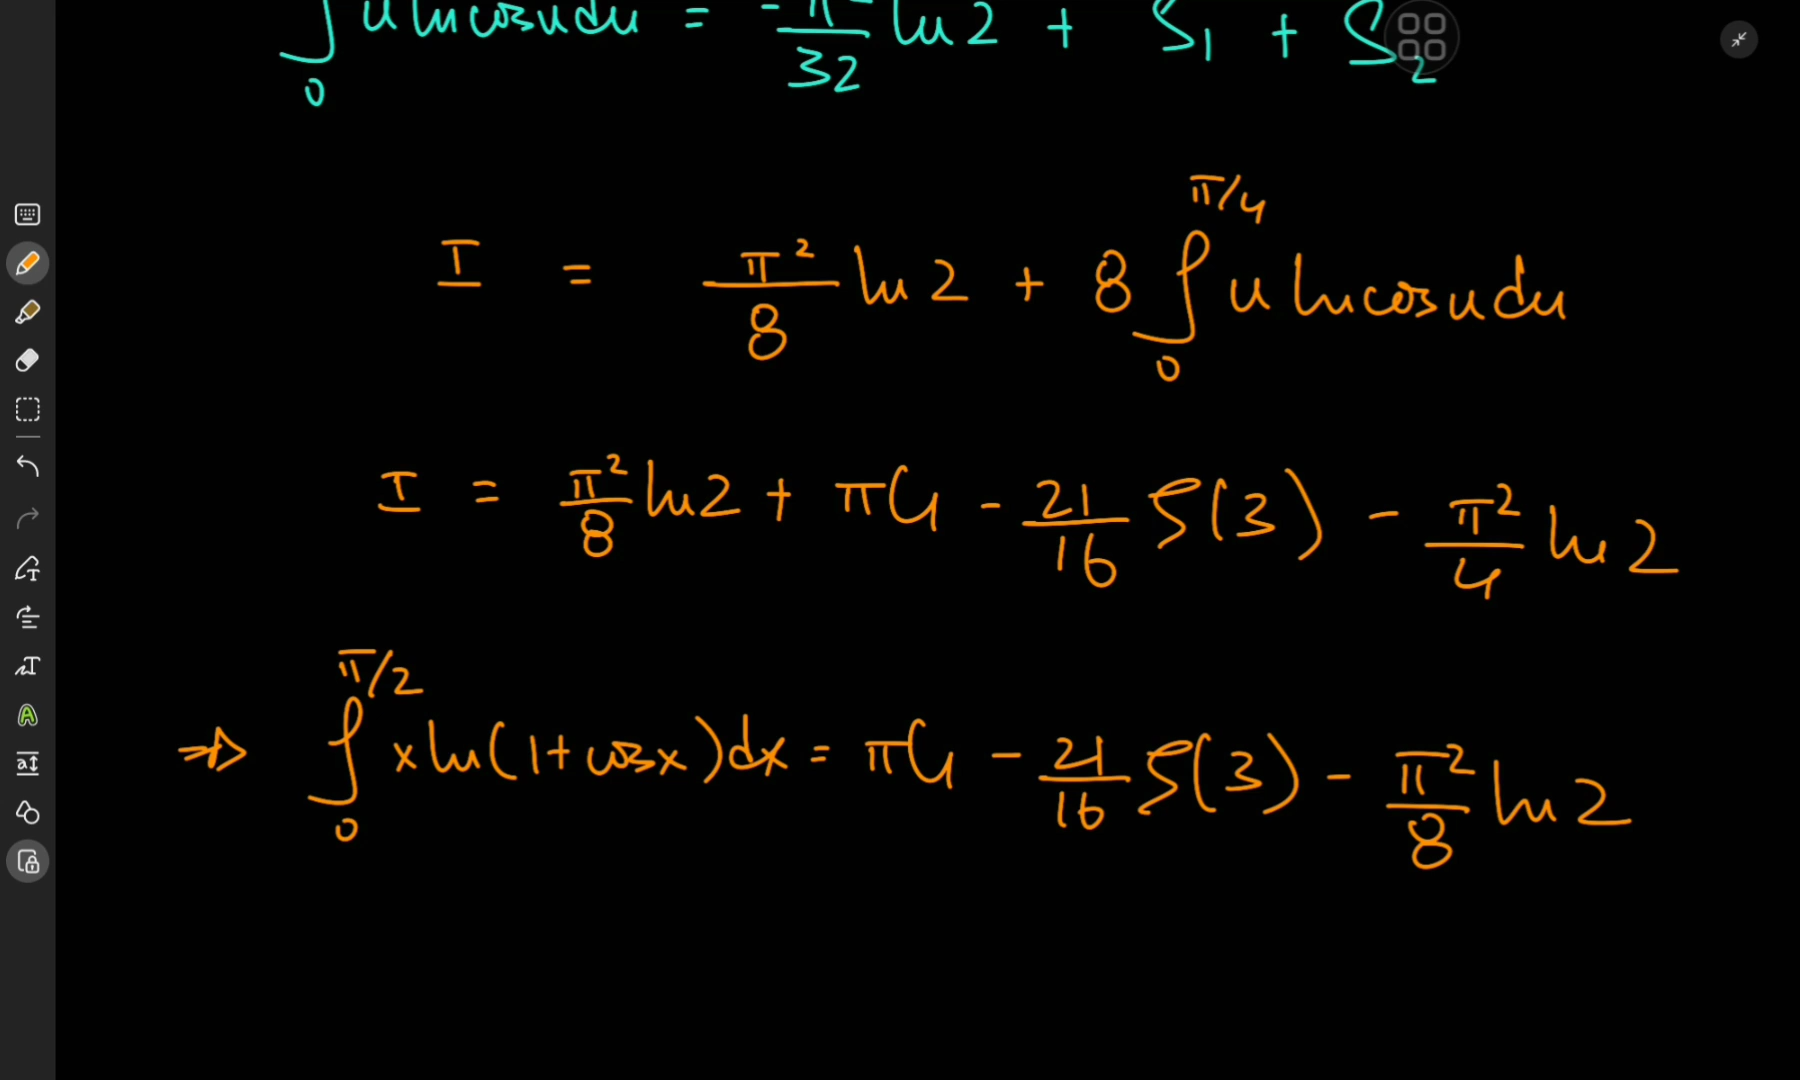 ∫₀ u ln cos u du = -π²/32 ln 2 + S₁ + S₂
I = π²/8 ln 2 + 8 ∫₀^(π/4) u ln cos u du
I = π²/8 ln 2 + πG - 21/16 ζ(3) - π²/4 ln 2
⇒ ∫₀^(π/2) x ln(1+cos x) dx = πG - 21/16 ζ(3) - π²/8 ln 2